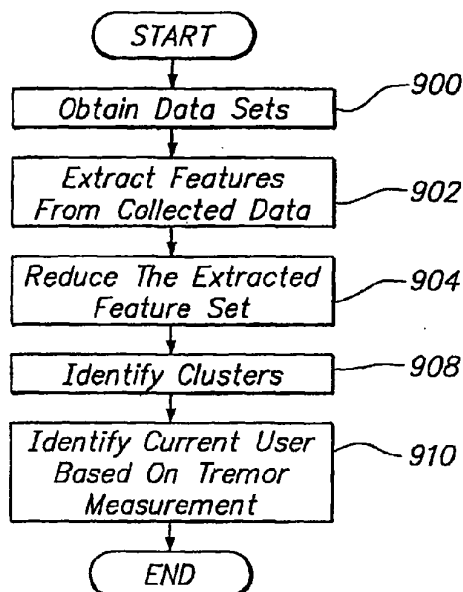 START
Obtain Data Sets
900
Extract Features
From Collected Data
902
Reduce The Extracted
Feature Set
904
Identify Clusters
908
Identify Current User
Based On Tremor
Measurement
910
END